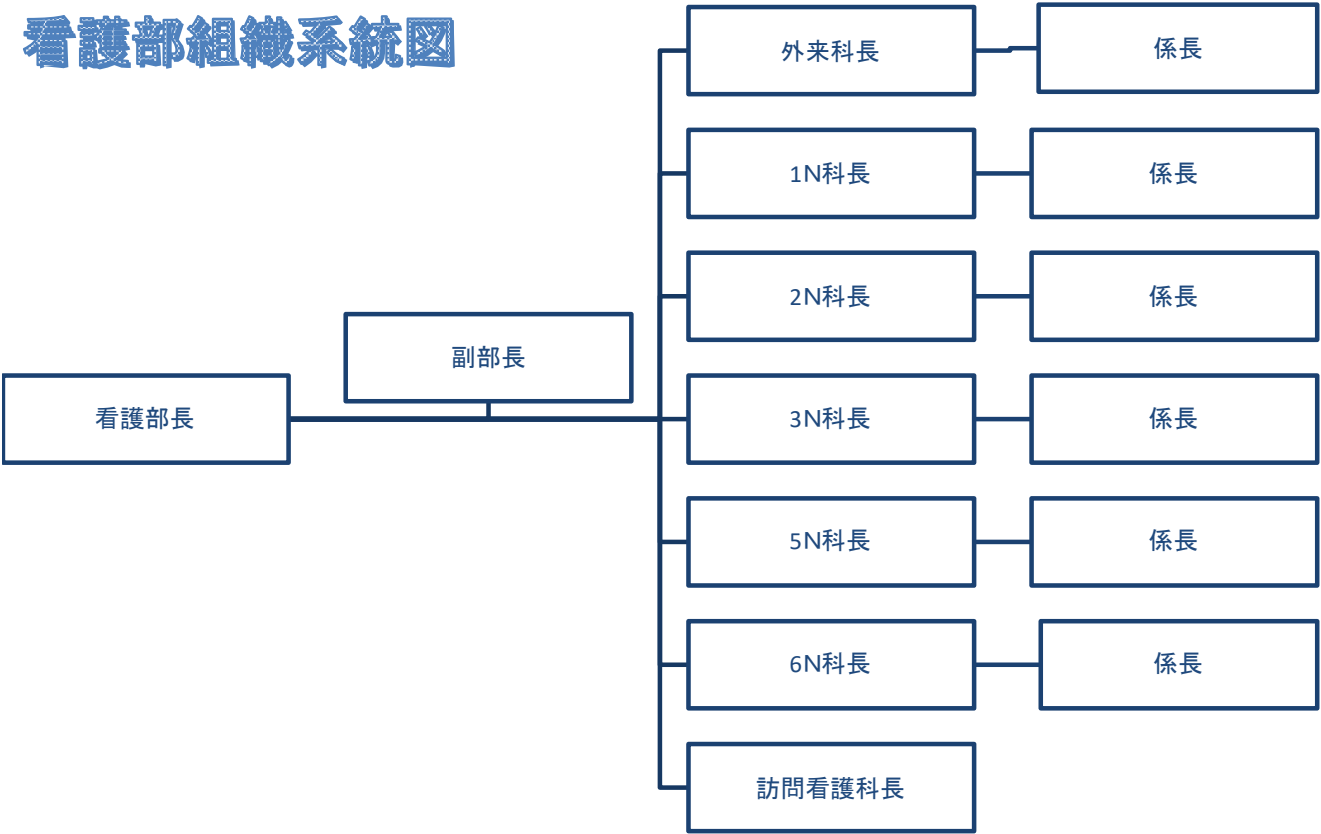 看護部組織系統図
外来科長
係長
1N科長
係長
2N科長
係長
副部長
看護部長
3N科長
係長
5N科長
係長
6N科長
係長
訪問看護科長